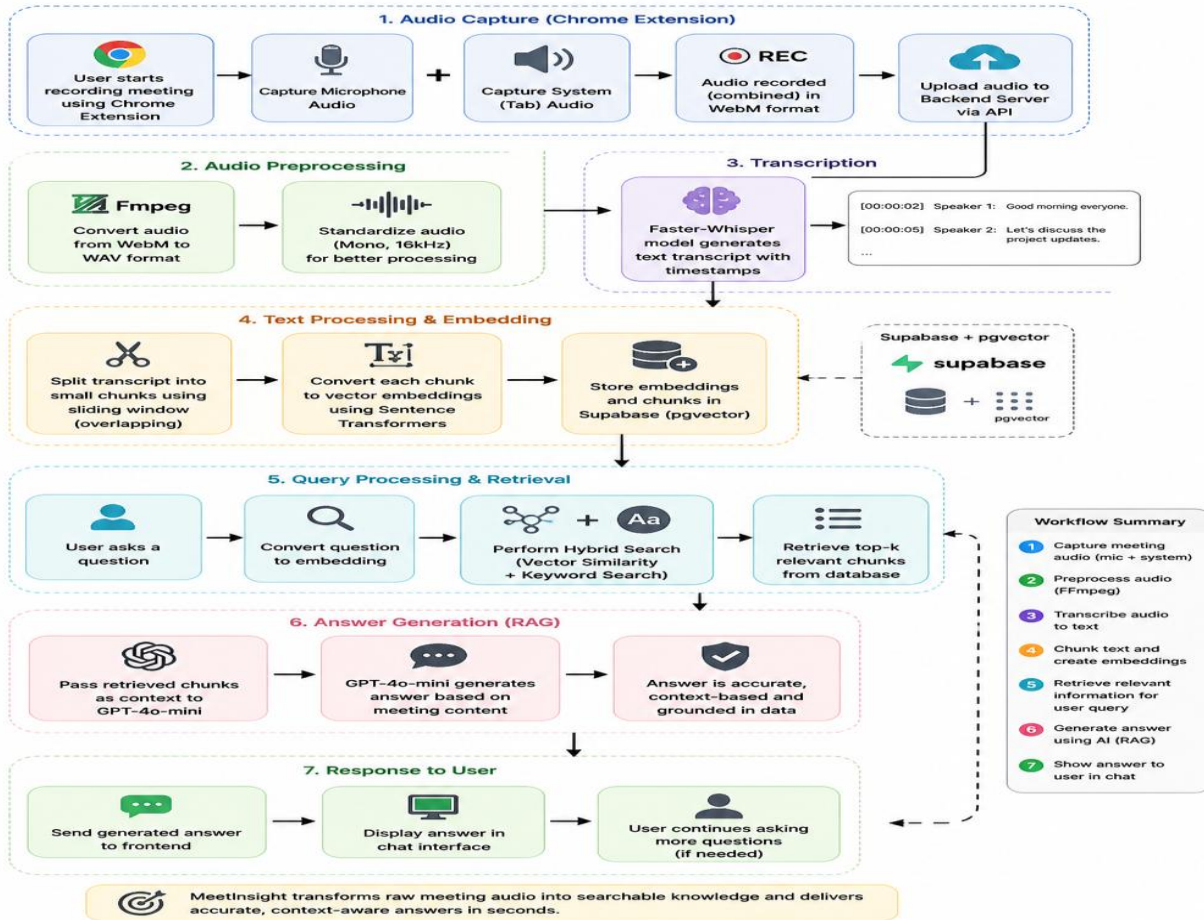 1. Audio Capture (Chrome Extension)
User starts
recording meeting
using Chrome
Extension
Capture Microphone
Audio
+
Capture System
(Tab) Audio
REC
Audio recorded
(combined) in
WebM format
Upload audio to
Backend Server
via API
2. Audio Preprocessing
Fmpeg
Convert audio
from WebM to
WAV format
Standardize audio
(Mono, 16kHz)
for better processing
3. Transcription
Faster-Whisper
model generates
text transcript with
timestamps
[00:00:02] Speaker 1: Good morning everyone.
[00:00:05] Speaker 2: Let's discuss the
project updates.
...
4. Text Processing & Embedding
Split transcript into
small chunks using
sliding window
(overlapping)
Convert each chunk
to vector embeddings
using Sentence
Transformers
Store embeddings
and chunks in
Supabase (pgvector)
Supabase + pgvector
supabase
+
pgvector
5. Query Processing & Retrieval
User asks a
question
Convert question
to embedding
+ Aa
Perform Hybrid Search
(Vector Similarity
+ Keyword Search)
Retrieve top-k
relevant chunks
from database
6. Answer Generation (RAG)
Pass retrieved chunks
as context to
GPT-4o-mini
GPT-4o-mini generates
answer based on
meeting content
Answer is accurate,
context-based and
grounded in data
7. Response to User
Send generated answer
to frontend
Display answer in
chat interface
User continues asking
more questions
(if needed)
Workflow Summary
1 Capture meeting
audio (mic + system)
2 Preprocess audio
(FFmpeg)
3 Transcribe audio
to text
4 Chunk text and
create embeddings
5 Retrieve relevant
information for
user query
6 Generate answer
using AI (RAG)
7 Show answer to
user in chat
MeetInsight transforms raw meeting audio into searchable knowledge and delivers
accurate, context-aware answers in seconds.